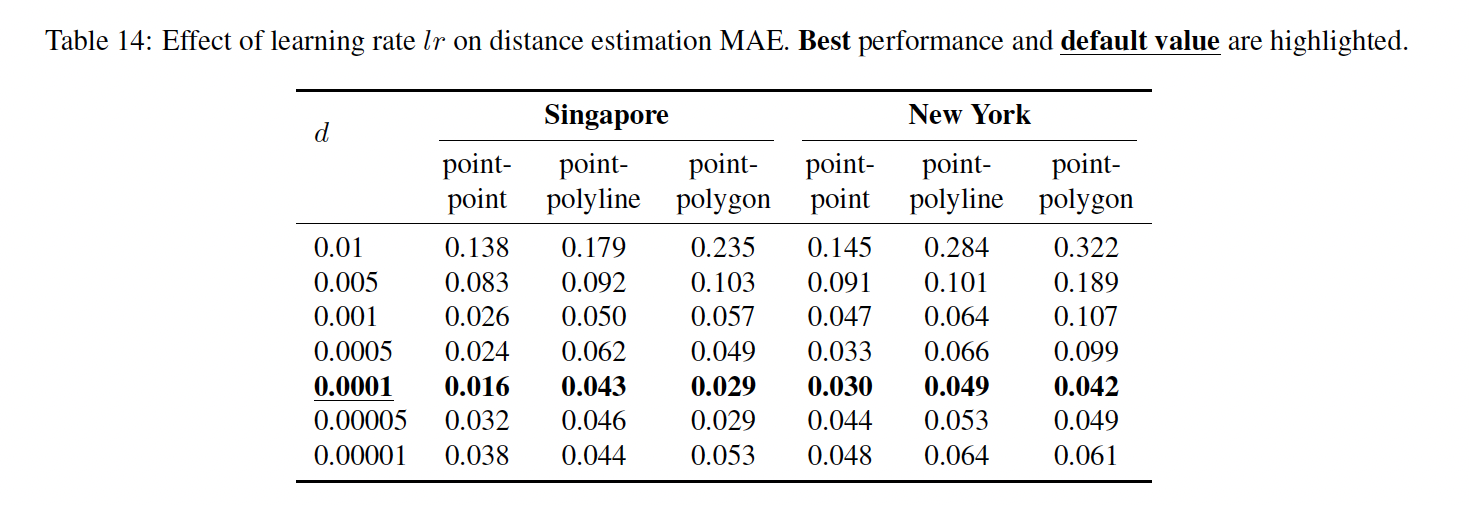 Table 14: Effect of learning rate lr on distance estimation MAE. Best performance and default value are highlighted.
d Singapore New York
point- point- point- point- point- point-
point polyline polygon point polyline polygon
0.01 0.138 0.179 0.235 0.145 0.284 0.322
0.005 0.083 0.092 0.103 0.091 0.101 0.189
0.001 0.026 0.050 0.057 0.047 0.064 0.107
0.0005 0.024 0.062 0.049 0.033 0.066 0.099
0.0001 0.016 0.043 0.029 0.030 0.049 0.042
0.00005 0.032 0.046 0.029 0.044 0.053 0.049
0.00001 0.038 0.044 0.053 0.048 0.064 0.061